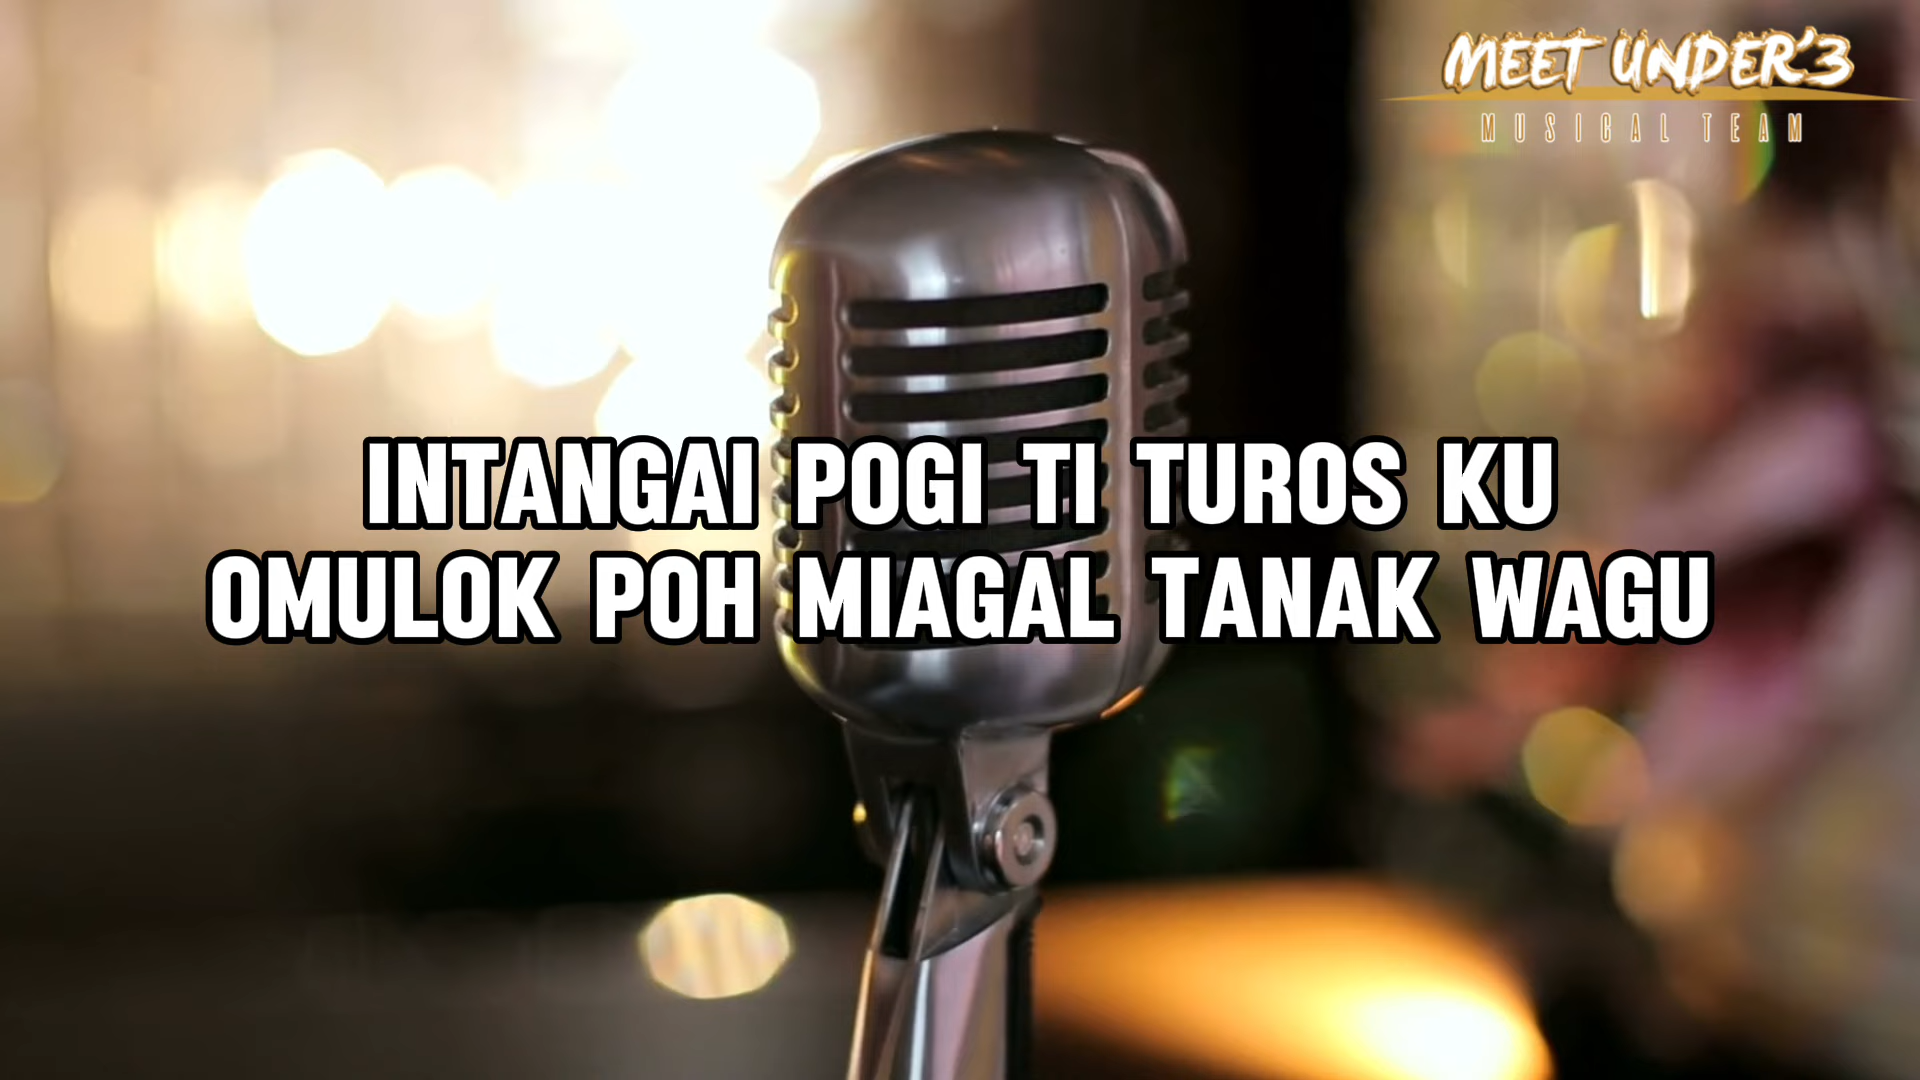 MEET UNDER'3
MUSICAL TEAM
INTANGAI POGI TI TUROS KU
OMULOK POH MIAGAL TANAK WAGU